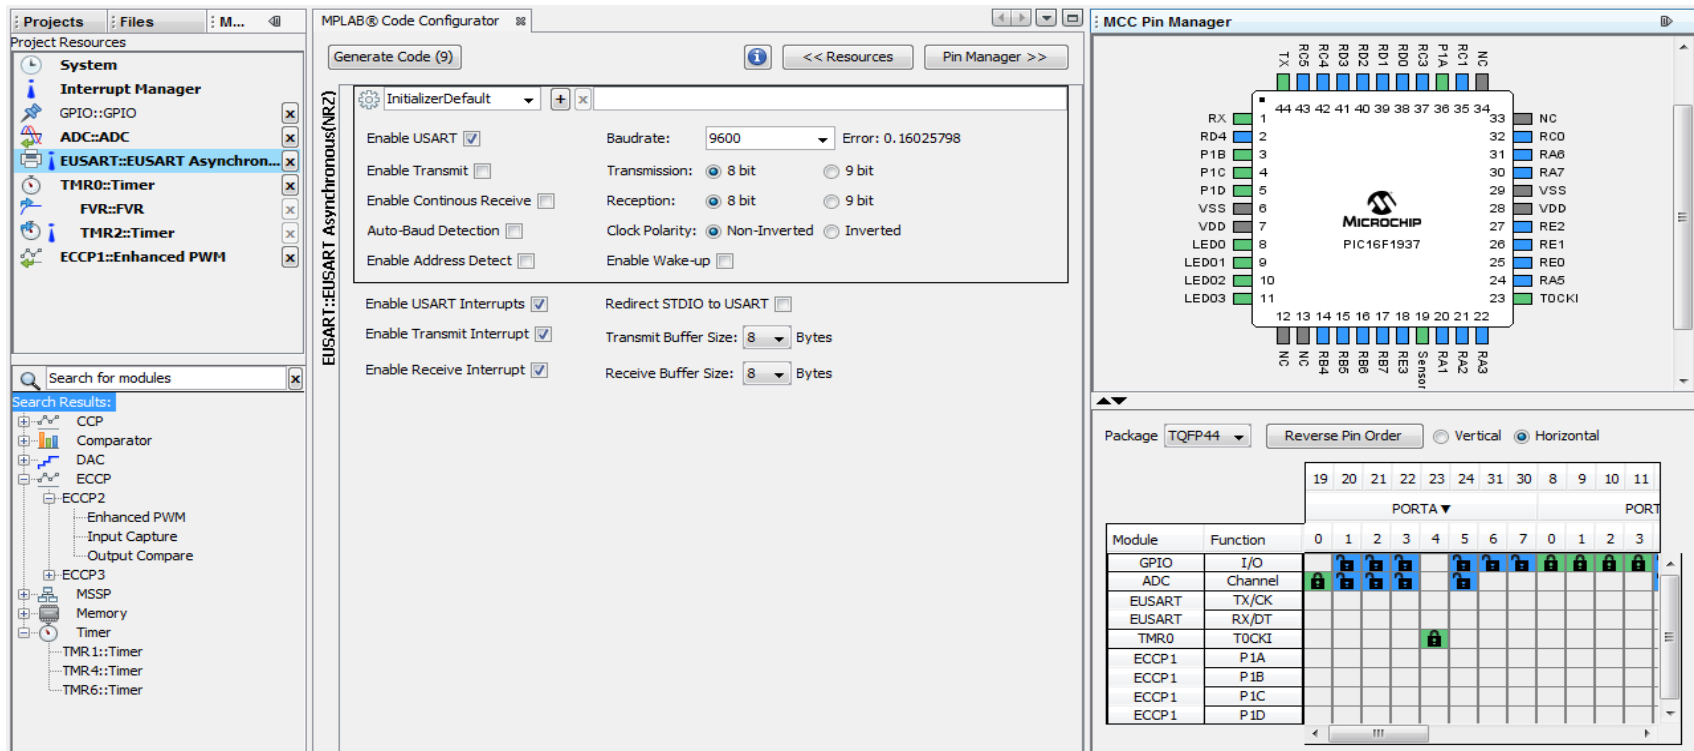 Projects Files M...
Project Resources
System
Interrupt Manager
GPIO::GPIO
ADC::ADC
EUSART::EUSART Asynchron...
TMR0::Timer
FVR::FVR
TMR2::Timer
ECCP1::Enhanced PWM
Search for modules
Search Results:
CCP
Comparator
DAC
ECCP
ECCP2
Enhanced PWM
Input Capture
Output Compare
ECCP3
MSSP
Memory
Timer
TMR1::Timer
TMR4::Timer
TMR6::Timer
MPLAB® Code Configurator
Generate Code (9) << Resources Pin Manager >>
EUSART::EUSART Asynchronous(NR2)
InitializerDefault
Enable USART Baudrate: 9600 Error: 0.16025798
Enable Transmit Transmission: 8 bit 9 bit
Enable Continous Receive Reception: 8 bit 9 bit
Auto-Baud Detection Clock Polarity: Non-Inverted Inverted
Enable Address Detect Enable Wake-up
Enable USART Interrupts Redirect STDIO to USART
Enable Transmit Interrupt Transmit Buffer Size: 8 Bytes
Enable Receive Interrupt Receive Buffer Size: 8 Bytes
MCC Pin Manager
TX RC5 RC4 RD3 RD2 RD1 RD0 RC3 P1A RC1 NC
44 43 42 41 40 39 38 37 36 35 34
RX 1 33 NC
RD4 2 32 RC0
P1B 3 31 RA6
P1C 4 30 RA7
P1D 5 29 VSS
VSS 6 28 VDD
VDD 7 27 RE2
LED0 8 26 RE1
LED01 9 25 RE0
LED02 10 24 RA5
LED03 11 23 T0CKI
MICROCHIP
PIC16F1937
12 13 14 15 16 17 18 19 20 21 22
NC NC RB4 RB5 RB6 RB7 RE3 Sensor RA1 RA2 RA3
Package TQFP44 Reverse Pin Order Vertical Horizontal
19 20 21 22 23 24 31 30 8 9 10 11
PORTA▼ PORT
Module Function 0 1 2 3 4 5 6 7 0 1 2 3
GPIO I/O
ADC Channel
EUSART TX/CK
EUSART RX/DT
TMR0 T0CKI
ECCP1 P1A
ECCP1 P1B
ECCP1 P1C
ECCP1 P1D